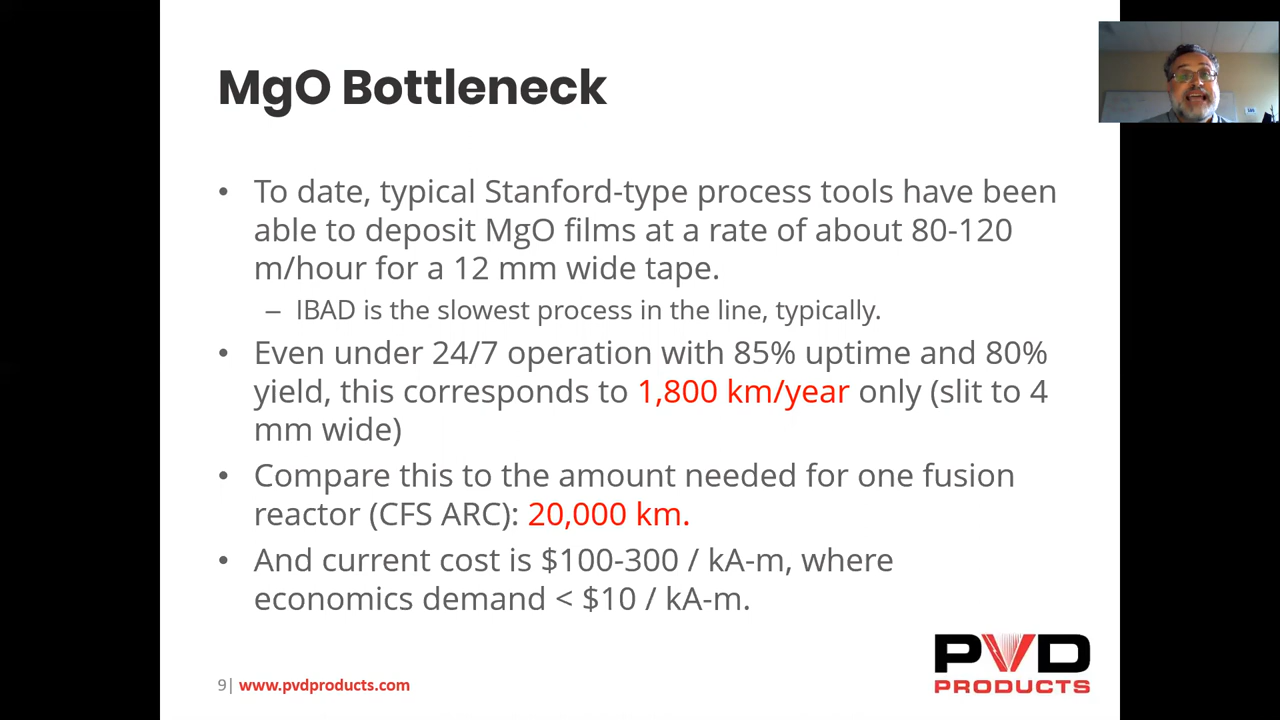 MgO Bottleneck
• To date, typical Stanford-type process tools have been
able to deposit MgO films at a rate of about 80-120
m/hour for a 12 mm wide tape.
– IBAD is the slowest process in the line, typically.
• Even under 24/7 operation with 85% uptime and 80%
yield, this corresponds to 1,800 km/year only (slit to 4
mm wide)
• Compare this to the amount needed for one fusion
reactor (CFS ARC): 20,000 km.
• And current cost is $100-300 / kA-m, where
economics demand < $10 / kA-m.
PVD
PRODUCTS
9| www.pvdproducts.com